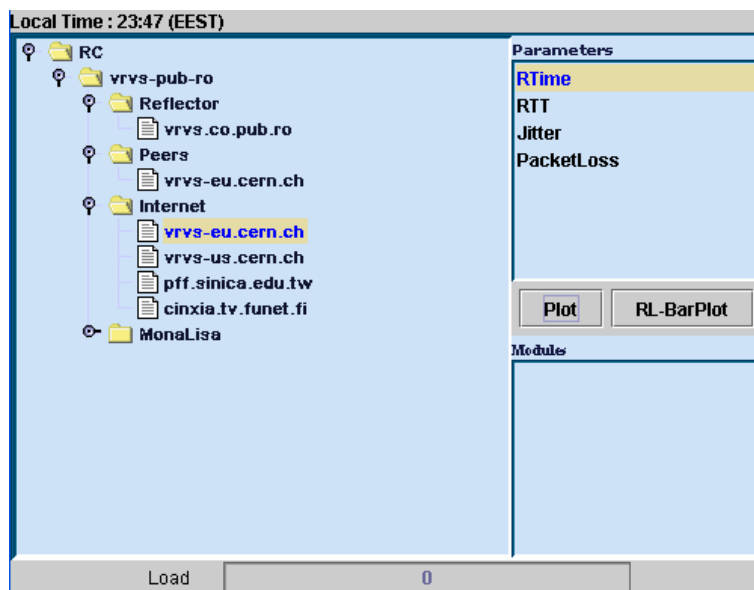 Local Time : 23:47 (EEST)
RC
vrvs-pub-ro
Reflector
vrvs.co.pub.ro
Peers
vrvs-eu.cern.ch
Internet
vrvs-eu.cern.ch
vrvs-us.cern.ch
pff.sinica.edu.tw
cinxia.tv.funet.fi
MonaLisa
Parameters
RTime
RTT
Jitter
PacketLoss
Plot RL-BarPlot
Modules
Load 0